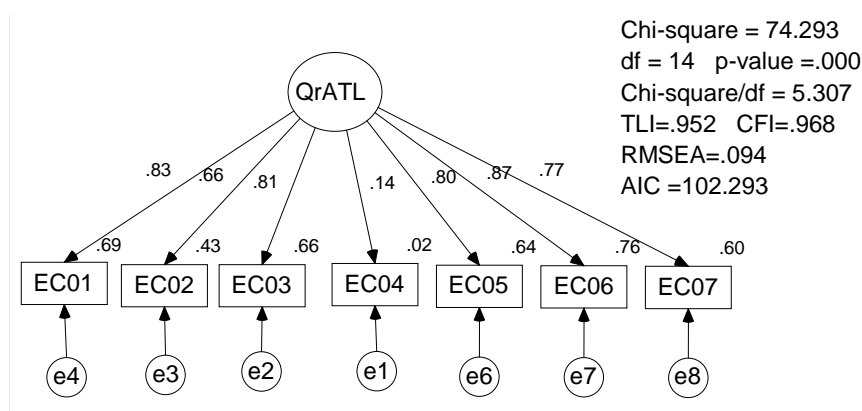 Chi-square = 74.293
df = 14 p-value =.000
Chi-square/df = 5.307
TLI=.952 CFI=.968
RMSEA=.094
AIC =102.293
QrATL
.83 .66 .81 .14 .80 .87 .77
.69 .43 .66 .02 .64 .76 .60
EC01 EC02 EC03 EC04 EC05 EC06 EC07
e4 e3 e2 e1 e6 e7 e8